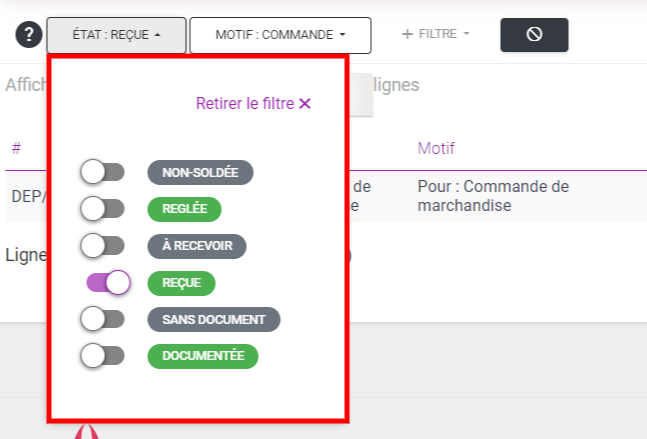 ?
ÉTAT : REÇUE
MOTIF : COMMANDE
+ FILTRE
Affich
lignes
Retirer le filtre ×
#
Motif
NON-SOLDÉE
REGLÉE
À RECEVOIR
REÇUE
SANS DOCUMENT
DOCUMENTÉE
DEP/
de
e
Pour : Commande de
marchandise
Ligne
)